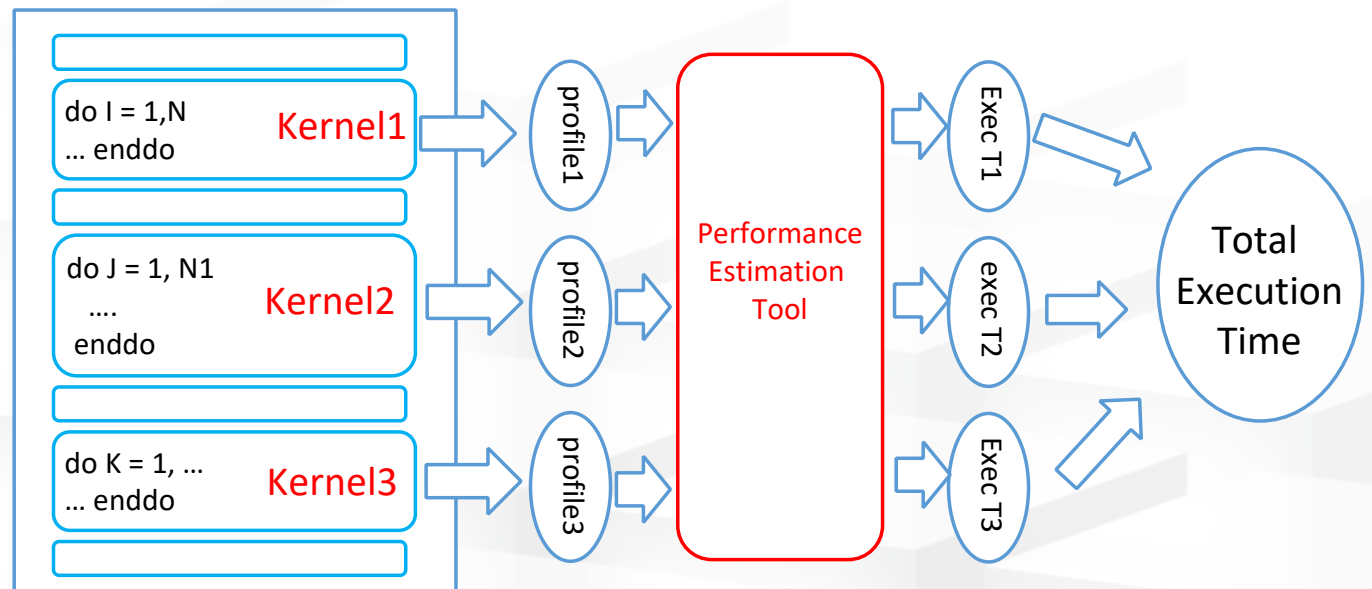 do I = 1,N
... enddo
Kernel1
profile1
Exec T1
do J = 1, N1
....
enddo
Kernel2
profile2
Performance
Estimation
Tool
exec T2
Total
Execution
Time
do K = 1, ...
... enddo
Kernel3
profile3
Exec T3